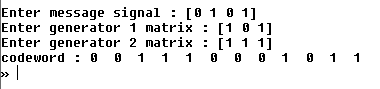 Enter message signal : [0 1 0 1]
Enter generator 1 matrix : [1 0 1]
Enter generator 2 matrix : [1 1 1]
codeword : 0 0 1 1 1 0 0 0 1 0 1 1
»